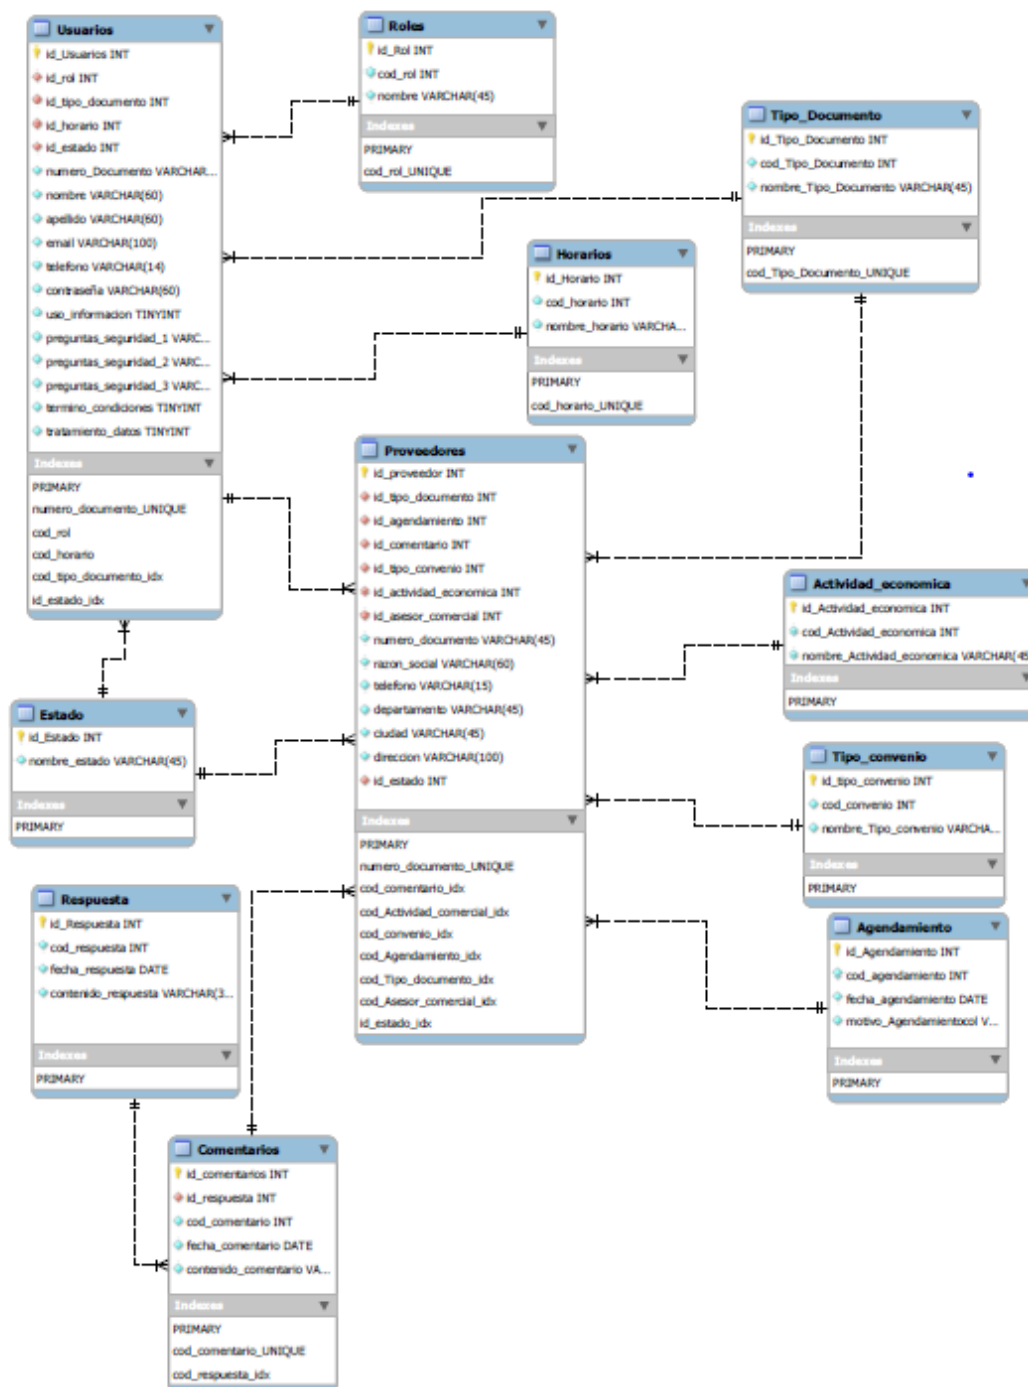 Usuarios
id_Usuarios INT
id_rol INT
id_tipo_documento INT
id_horario INT
id_estado INT
numero_Documento VARCHAR...
nombre VARCHAR(60)
apellido VARCHAR(60)
email VARCHAR(100)
telefono VARCHAR(14)
contraseña VARCHAR(60)
uso_informacion TINYINT
preguntas_seguridad_1 VARC...
preguntas_seguridad_2 VARC...
preguntas_seguridad_3 VARC...
termino_condiciones TINYINT
tratamiento_datos TINYINT
Indexes
PRIMARY
numero_documento_UNIQUE
cod_rol
cod_horario
cod_tipo_documento_idx
id_estado_idx
Roles
id_Rol INT
cod_rol INT
nombre VARCHAR(45)
Indexes
PRIMARY
cod_rol_UNIQUE
Tipo_Documento
id_Tipo_Documento INT
cod_Tipo_Documento INT
nombre_Tipo_Documento VARCHAR(45)
Indexes
PRIMARY
cod_Tipo_Documento_UNIQUE
Horarios
id_Horario INT
cod_horario INT
nombre_horario VARCHA...
Indexes
PRIMARY
cod_horario_UNIQUE
Proveedores
id_proveedor INT
id_tipo_documento INT
id_agendamiento INT
id_comentario INT
id_tipo_convenio INT
id_actividad_economica INT
id_asesor_comercial INT
numero_documento VARCHAR(45)
razon_social VARCHAR(60)
telefono VARCHAR(15)
departamento VARCHAR(45)
ciudad VARCHAR(45)
direccion VARCHAR(100)
id_estado INT
Indexes
PRIMARY
numero_documento_UNIQUE
cod_comentario_idx
cod_Actividad_comercial_idx
cod_convenio_idx
cod_Agendamiento_idx
cod_Tipo_documento_idx
cod_Asesor_comercial_idx
id_estado_idx
Actividad_economica
id_Actividad_economica INT
cod_Actividad_economica INT
nombre_Actividad_economica VARCHAR(45
Indexes
PRIMARY
Estado
id_Estado INT
nombre_estado VARCHAR(45)
Indexes
PRIMARY
Tipo_convenio
id_tipo_convenio INT
cod_convenio INT
nombre_Tipo_convenio VARCHA...
Indexes
PRIMARY
Respuesta
id_Respuesta INT
cod_respuesta INT
fecha_respuesta DATE
contenido_respuesta VARCHAR(3...
Indexes
PRIMARY
Agendamiento
id_Agendamiento INT
cod_agendamiento INT
fecha_agendamiento DATE
motivo_Agendamientocol V...
Indexes
PRIMARY
Comentarios
id_comentarios INT
id_respuesta INT
cod_comentario INT
fecha_comentario DATE
contenido_comentario VA...
Indexes
PRIMARY
cod_comentario_UNIQUE
cod_respuesta_idx